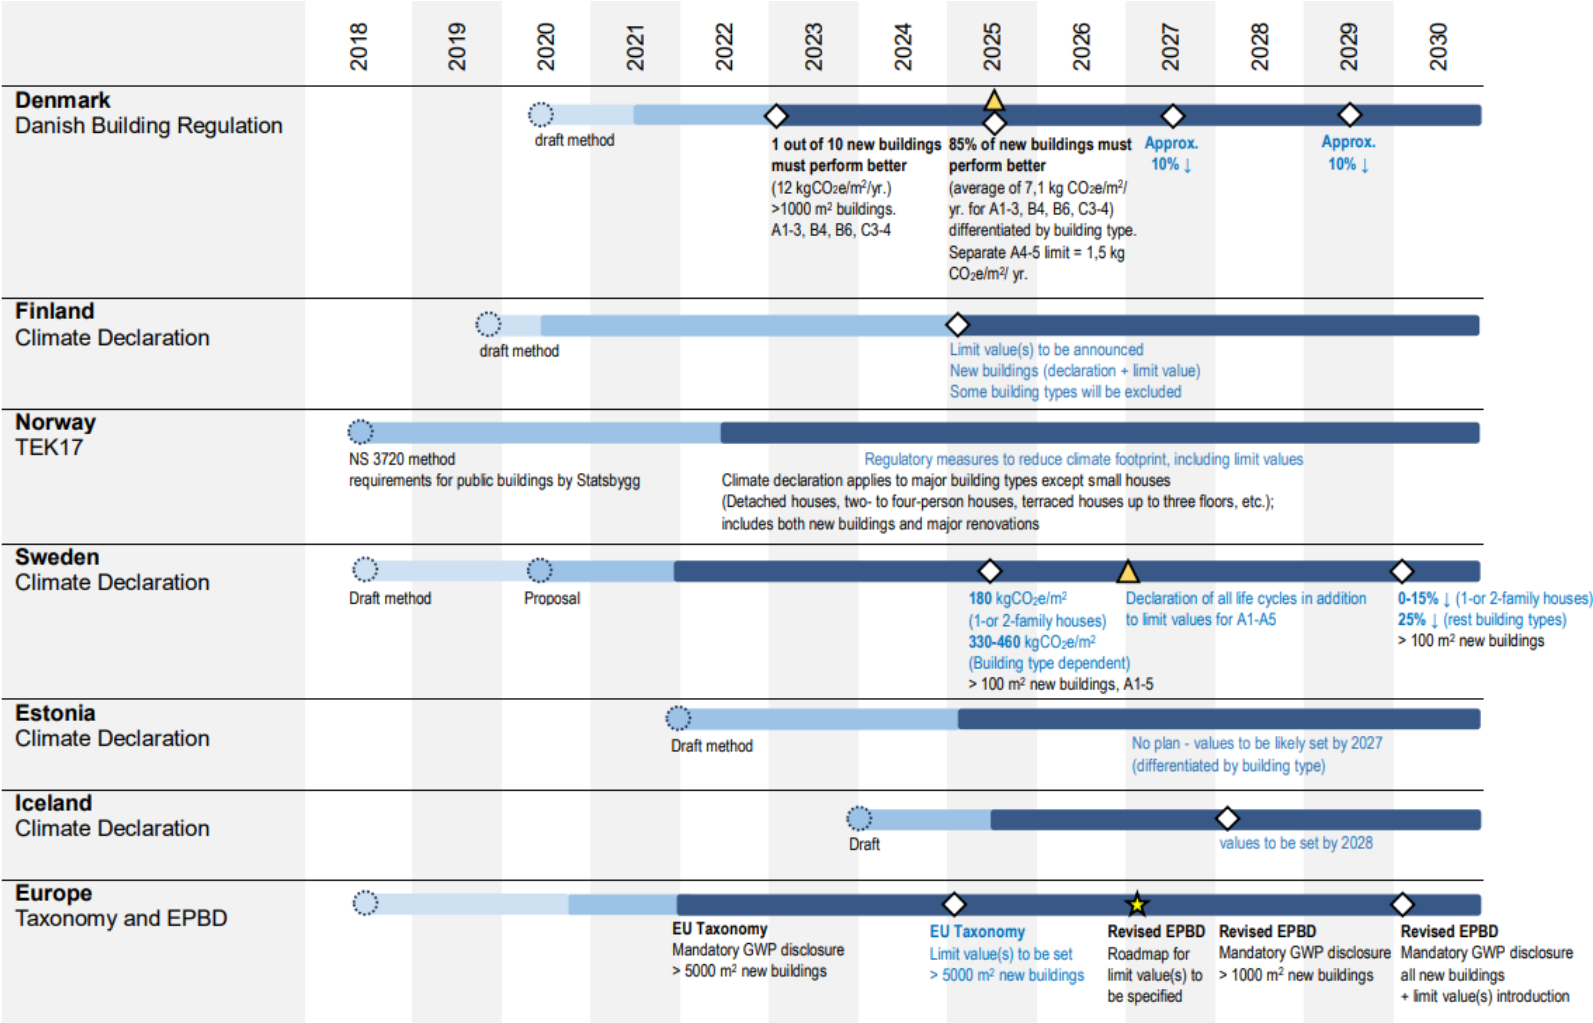 2018 2019 2020 2021 2022 2023 2024 2025 2026 2027 2028 2029 2030
Denmark
Danish Building Regulation
draft method
1 out of 10 new buildings
must perform better
(12 kgCO2e/m²/yr.)
>1000 m² buildings.
A1-3, B4, B6, C3-4
85% of new buildings must
perform better
(average of 7,1 kg CO2e/m²/
yr. for A1-3, B4, B6, C3-4)
differentiated by building type.
Separate A4-5 limit = 1,5 kg
CO2e/m²/ yr.
Approx.
10% ↓
Approx.
10% ↓
Finland
Climate Declaration
draft method
Limit value(s) to be announced
New buildings (declaration + limit value)
Some building types will be excluded
Norway
TEK17
NS 3720 method
requirements for public buildings by Statsbygg
Regulatory measures to reduce climate footprint, including limit values
Climate declaration applies to major building types except small houses
(Detached houses, two- to four-person houses, terraced houses up to three floors, etc.);
includes both new buildings and major renovations
Sweden
Climate Declaration
Draft method
Proposal
180 kgCO2e/m²
(1-or 2-family houses)
330-460 kgCO2e/m²
(Building type dependent)
> 100 m² new buildings, A1-5
Declaration of all life cycles in addition
to limit values for A1-A5
0-15% ↓ (1-or 2-family houses)
25% ↓ (rest building types)
> 100 m² new buildings
Estonia
Climate Declaration
Draft method
No plan - values to be likely set by 2027
(differentiated by building type)
Iceland
Climate Declaration
Draft
values to be set by 2028
Europe
Taxonomy and EPBD
EU Taxonomy
Mandatory GWP disclosure
> 5000 m² new buildings
EU Taxonomy
Limit value(s) to be set
> 5000 m² new buildings
Revised EPBD
Roadmap for
limit value(s) to
be specified
Revised EPBD
Mandatory GWP disclosure
> 1000 m² new buildings
Revised EPBD
Mandatory GWP disclosure
all new buildings
+ limit value(s) introduction